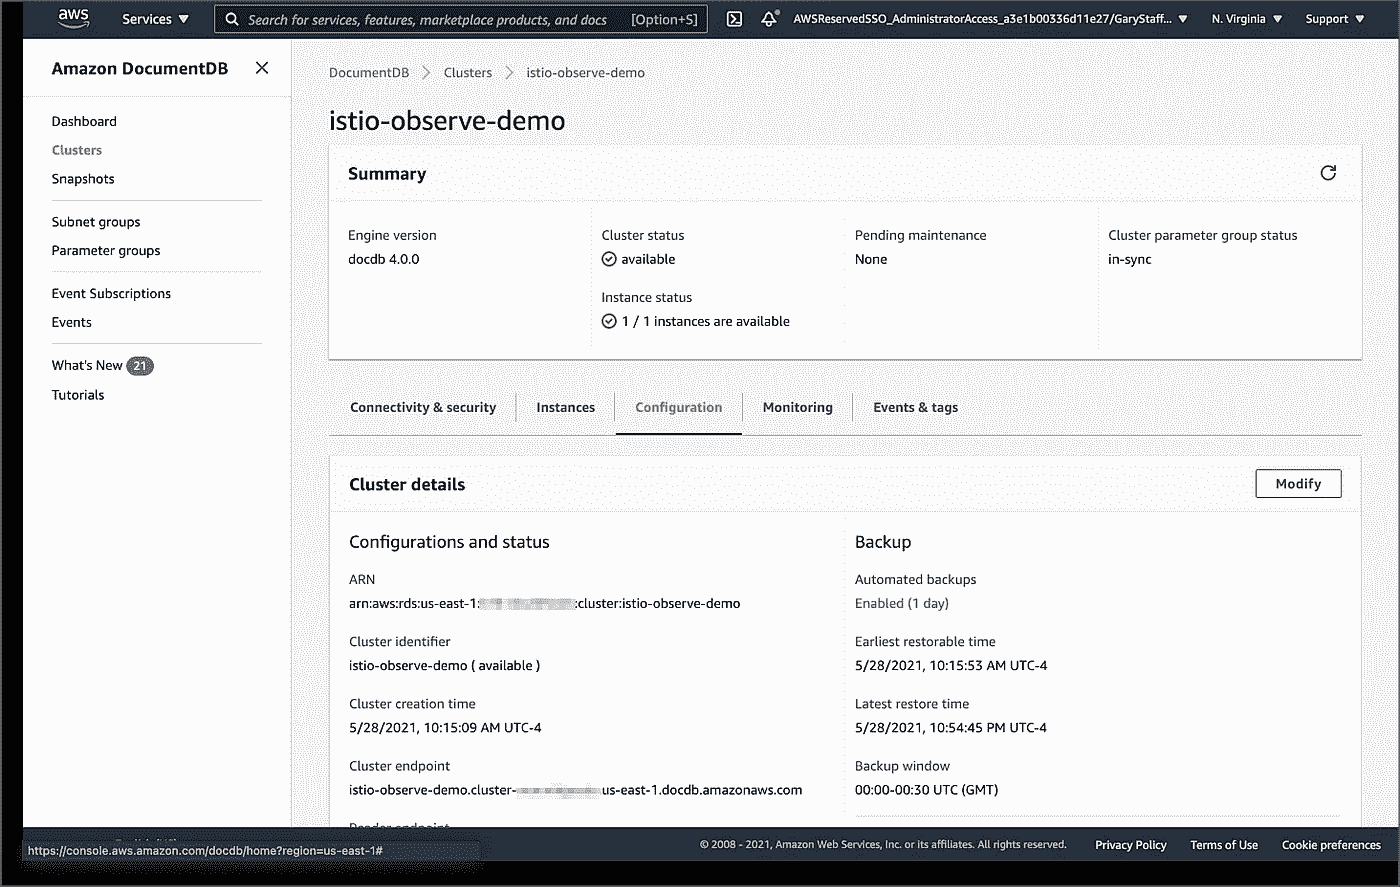 aws Services Search for services, features, marketplace products, and docs [Option+S] AWSReservedSSO_AdministratorAccess_a3e1b00336d11e27/GaryStaff... N. Virginia Support
Amazon DocumentDB
Dashboard
Clusters
Snapshots
Subnet groups
Parameter groups
Event Subscriptions
Events
What's New 21
Tutorials
DocumentDB Clusters istio-observe-demo
istio-observe-demo
Summary
Engine version
docdb 4.0.0
Cluster status
available
Instance status
1 / 1 instances are available
Pending maintenance
None
Cluster parameter group status
in-sync
Connectivity & security Instances Configuration Monitoring Events & tags
Cluster details Modify
Configurations and status
ARN
arn:aws:rds:us-east-1: :cluster:istio-observe-demo
Cluster identifier
istio-observe-demo ( available )
Cluster creation time
5/28/2021, 10:15:09 AM UTC-4
Cluster endpoint
istio-observe-demo.cluster- us-east-1.docdb.amazonaws.com
Backup
Automated backups
Enabled (1 day)
Earliest restorable time
5/28/2021, 10:15:53 AM UTC-4
Latest restore time
5/28/2021, 10:54:45 PM UTC-4
Backup window
00:00-00:30 UTC (GMT)
https://console.aws.amazon.com/docdb/home?region=us-east-1#
© 2008 - 2021, Amazon Web Services, Inc. or its affiliates. All rights reserved. Privacy Policy Terms of Use Cookie preferences